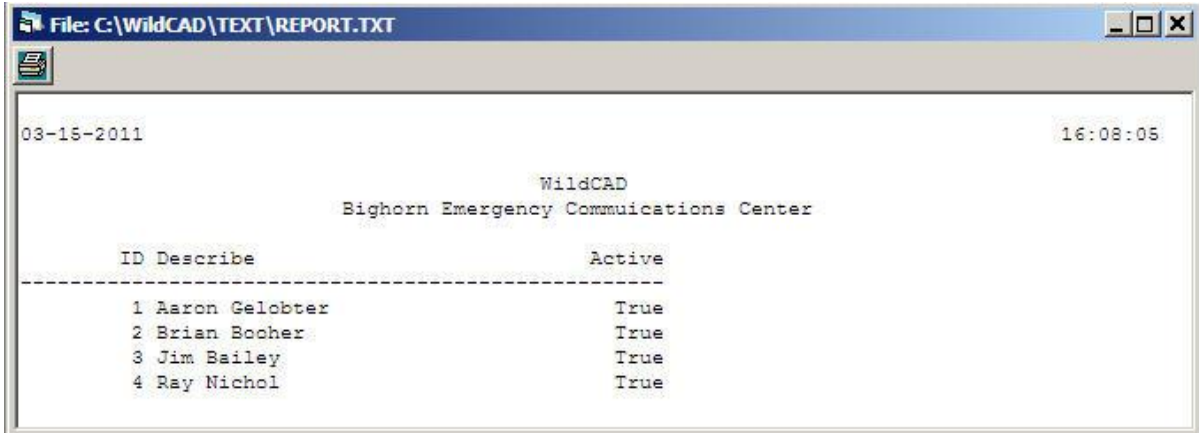 File: C:\WildCAD\TEXT\REPORT.TXT
03-15-2011 16:08:05
WildCAD
Bighorn Emergency Commuications Center
ID Describe Active
-----------------------------------------------------
1 Aaron Gelobter True
2 Brian Booher True
3 Jim Bailey True
4 Ray Nichol True